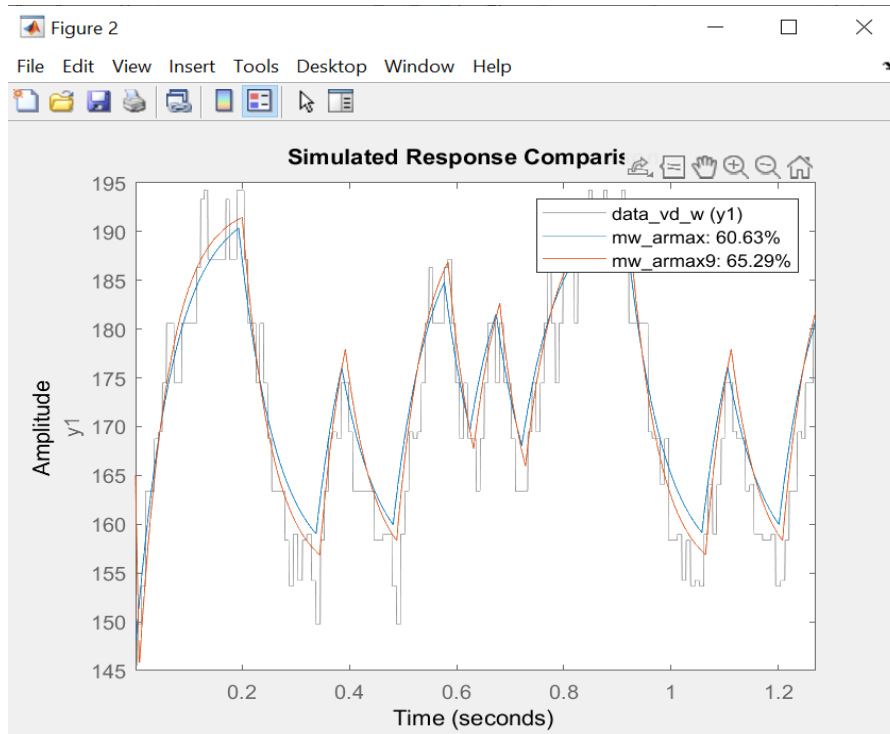 Figure 2
File Edit View Insert Tools Desktop Window Help
Simulated Response Comparis
195
190
185
180
175
170
165
160
155
150
145
data_vd_w (y1)
mw_armax: 60.63%
mw_armax9: 65.29%
Amplitude
y1
0.2 0.4 0.6 0.8 1 1.2
Time (seconds)